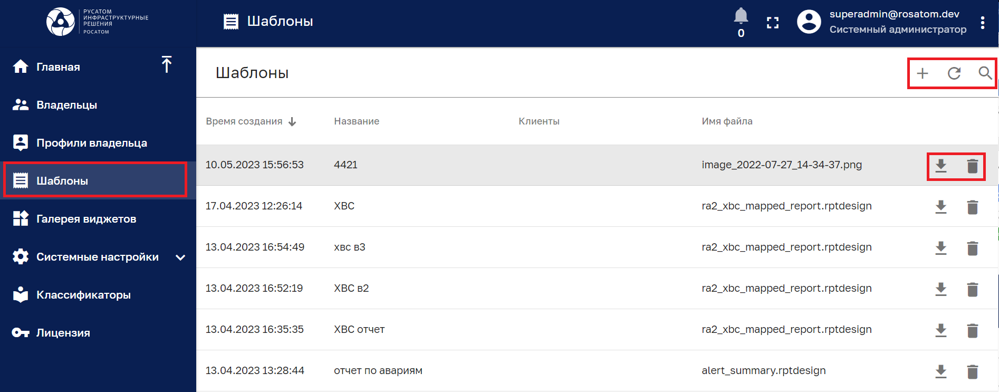 РУСАТОМ
ИНФРАСТРУКТУРНЫЕ
РЕШЕНИЯ
РОСАТОМ
Шаблоны
0
superadmin@rosatom.dev
Системный администратор
Главная
Владельцы
Профили владельца
Шаблоны
Галерея виджетов
Системные настройки
Классификаторы
Лицензия
Шаблоны
Время создания Название Клиенты Имя файла
10.05.2023 15:56:53 4421 image_2022-07-27_14-34-37.png
17.04.2023 12:26:14 ХВС ra2_xbc_mapped_report.rptdesign
13.04.2023 16:54:49 хвс в3 ra2_xbc_mapped_report.rptdesign
13.04.2023 16:52:19 ХВС в2 ra2_xbc_mapped_report.rptdesign
13.04.2023 16:35:35 ХВС отчет ra2_xbc_mapped_report.rptdesign
13.04.2023 13:28:44 отчет по авариям alert_summary.rptdesign